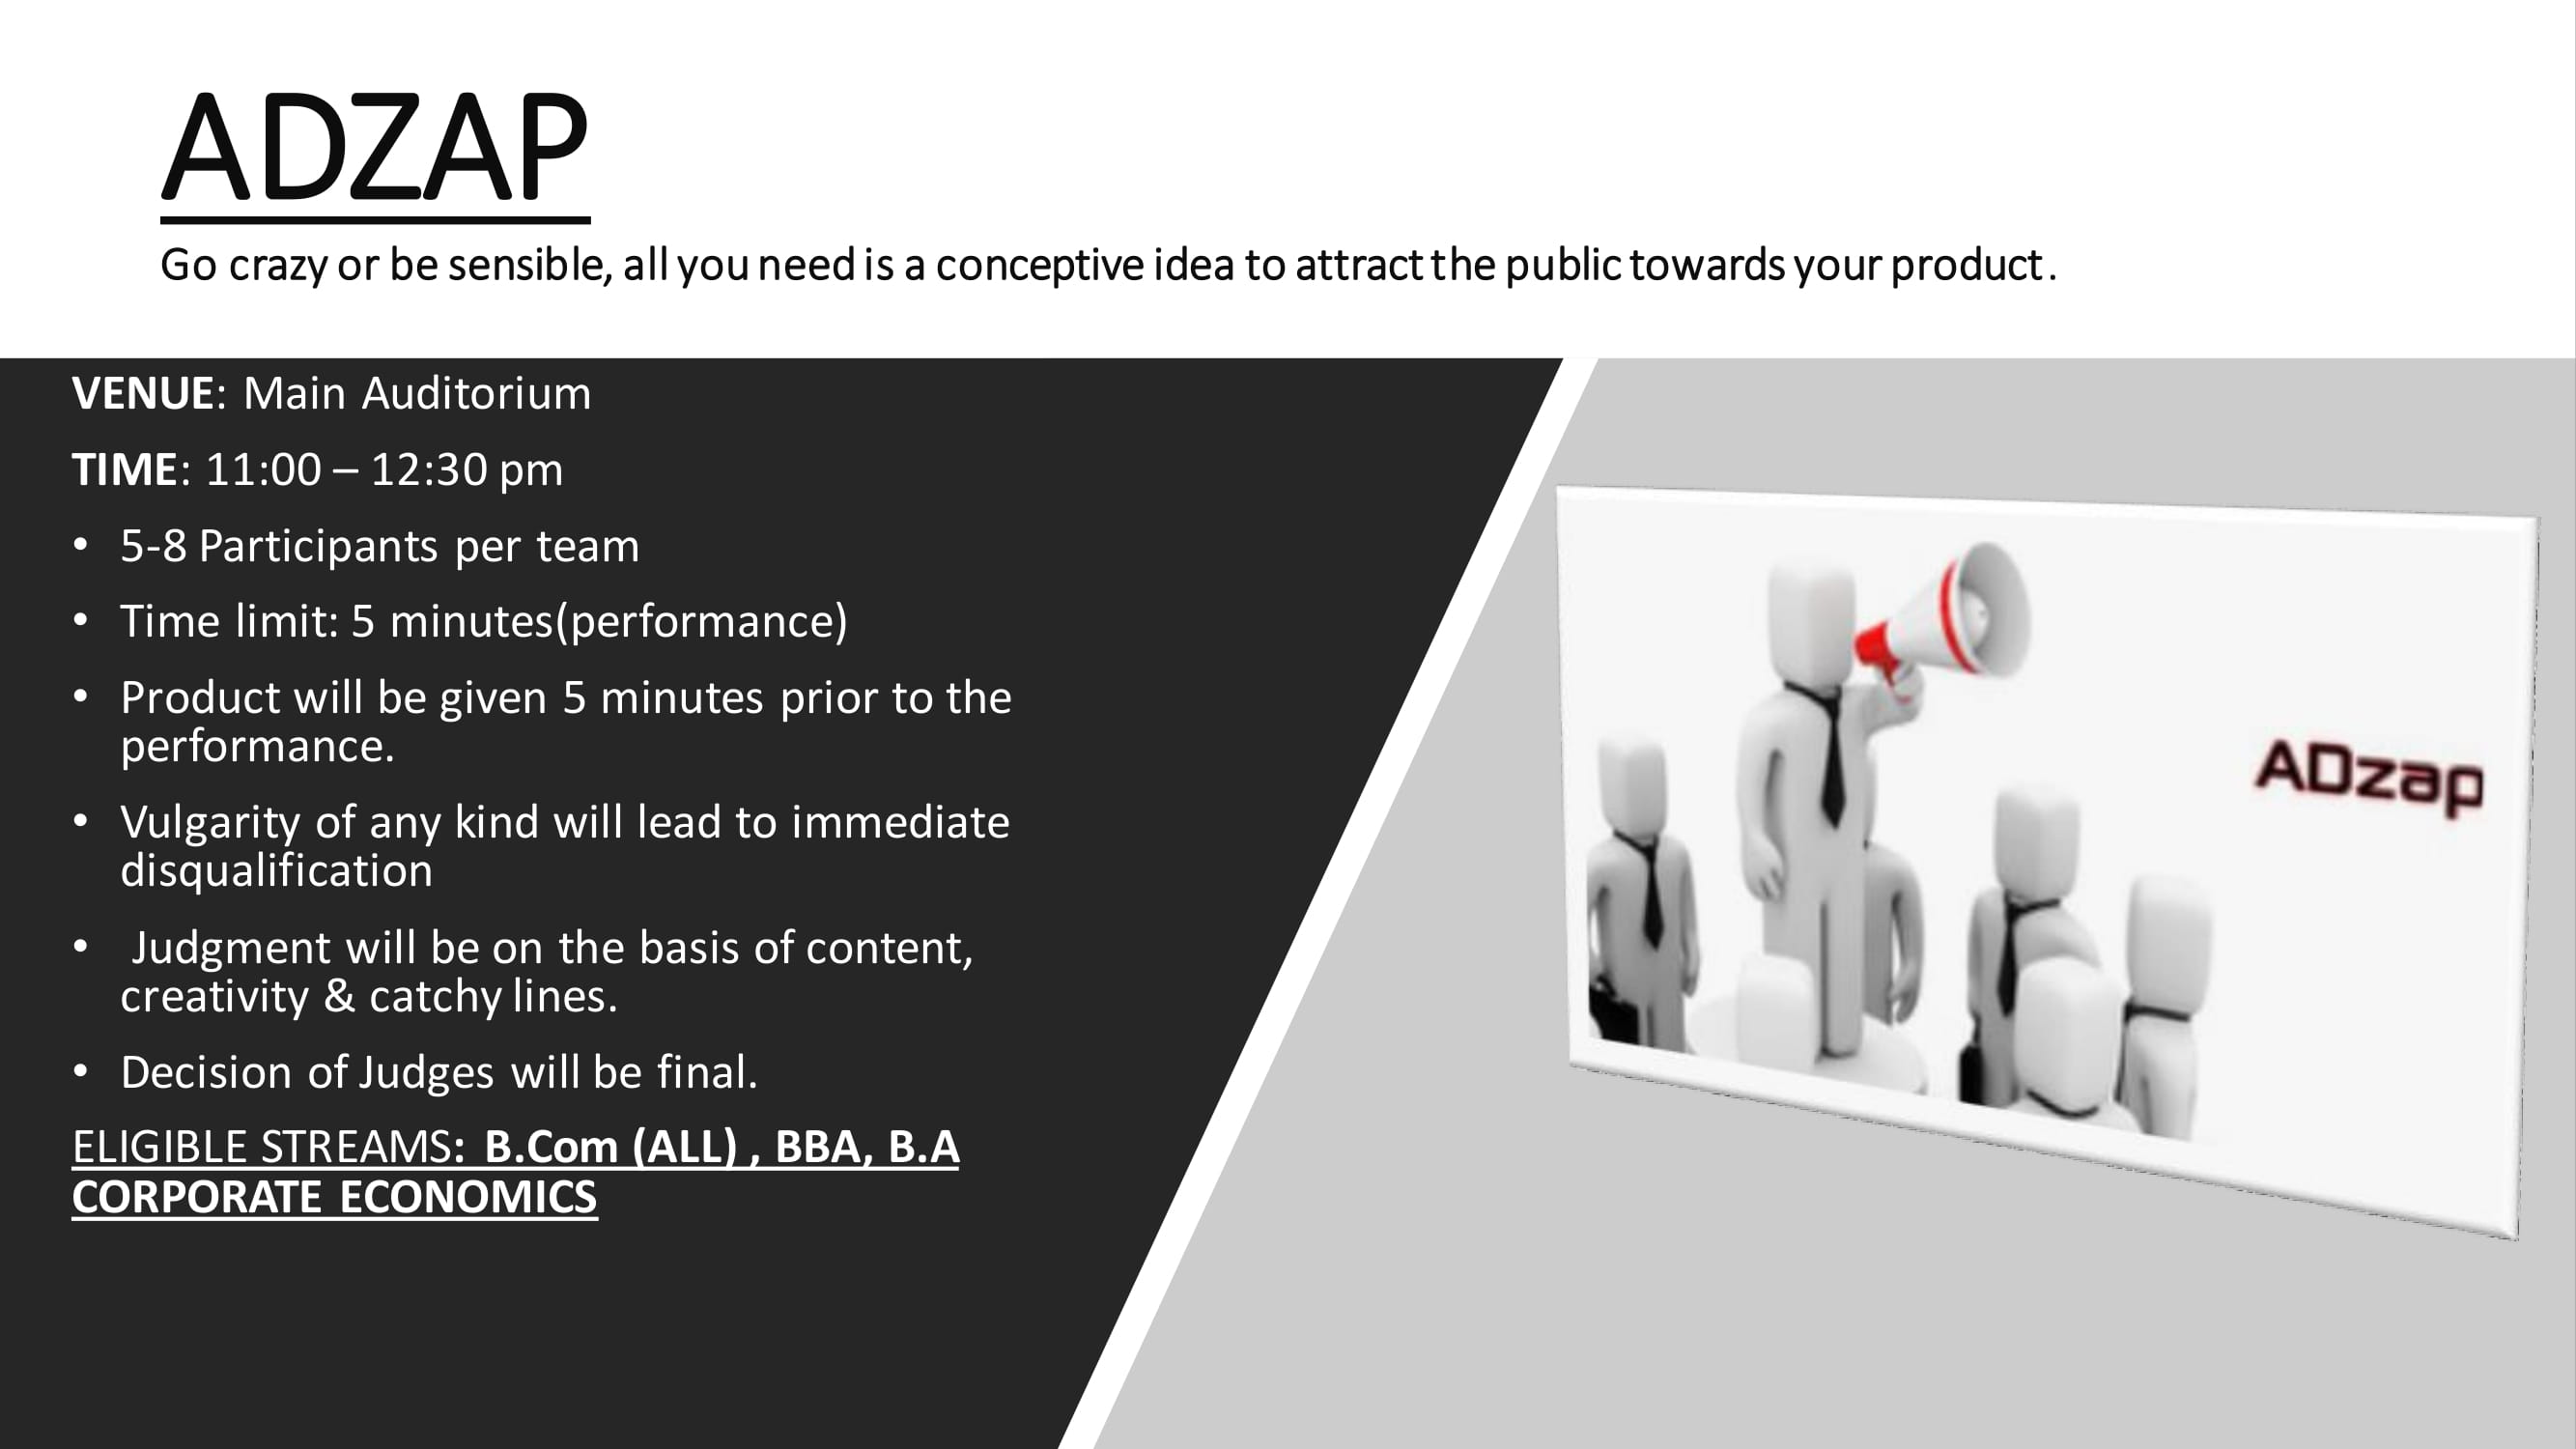 ADZAP
Go crazy or be sensible, all you need is a conceptive idea to attract the public towards your product.
VENUE: Main Auditorium
TIME: 11:00 – 12:30 pm
• 5-8 Participants per team
• Time limit: 5 minutes(performance)
• Product will be given 5 minutes prior to the
performance.
• Vulgarity of any kind will lead to immediate
disqualification
• Judgment will be on the basis of content,
creativity & catchy lines.
• Decision of Judges will be final.
ELIGIBLE STREAMS: B.Com (ALL) , BBA, B.A
CORPORATE ECONOMICS
ADzap